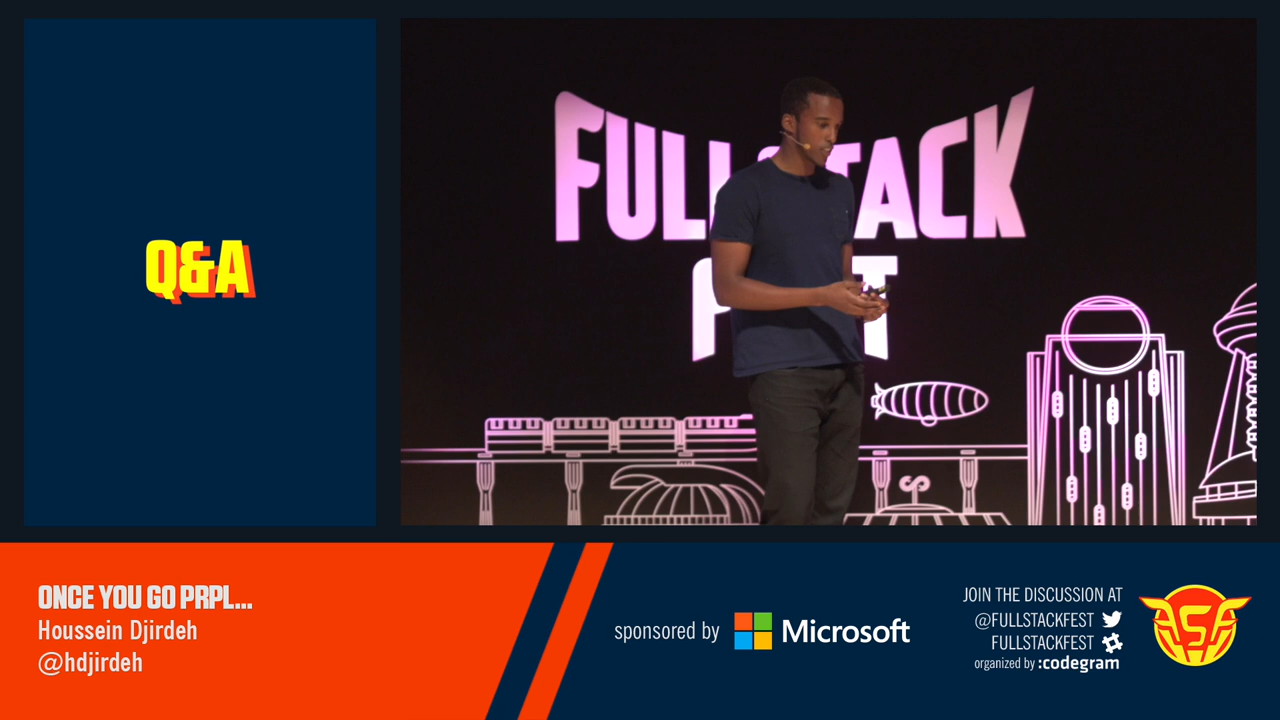 Q&A
FULLSTACK
ONCE YOU GO PRPL...
Houssein Djirdeh
@hdjirdeh
sponsored by Microsoft
JOIN THE DISCUSSION AT
@FULLSTACKFEST
FULLSTACKFEST
organized by :codegram
FSF